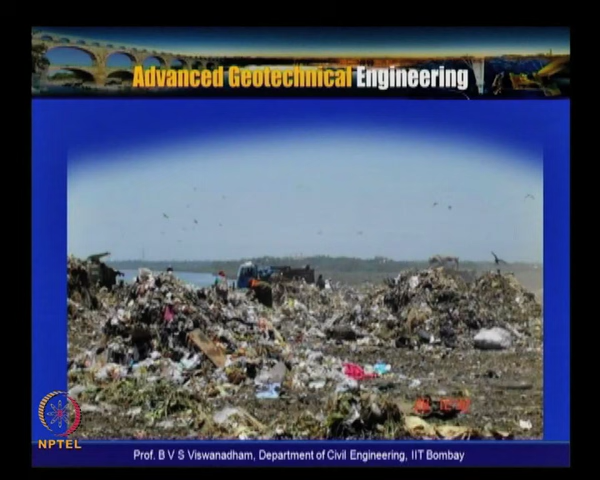 Advanced Geotechnical Engineering
NPTEL
Prof. B V S Viswanadham, Department of Civil Engineering, IIT Bombay